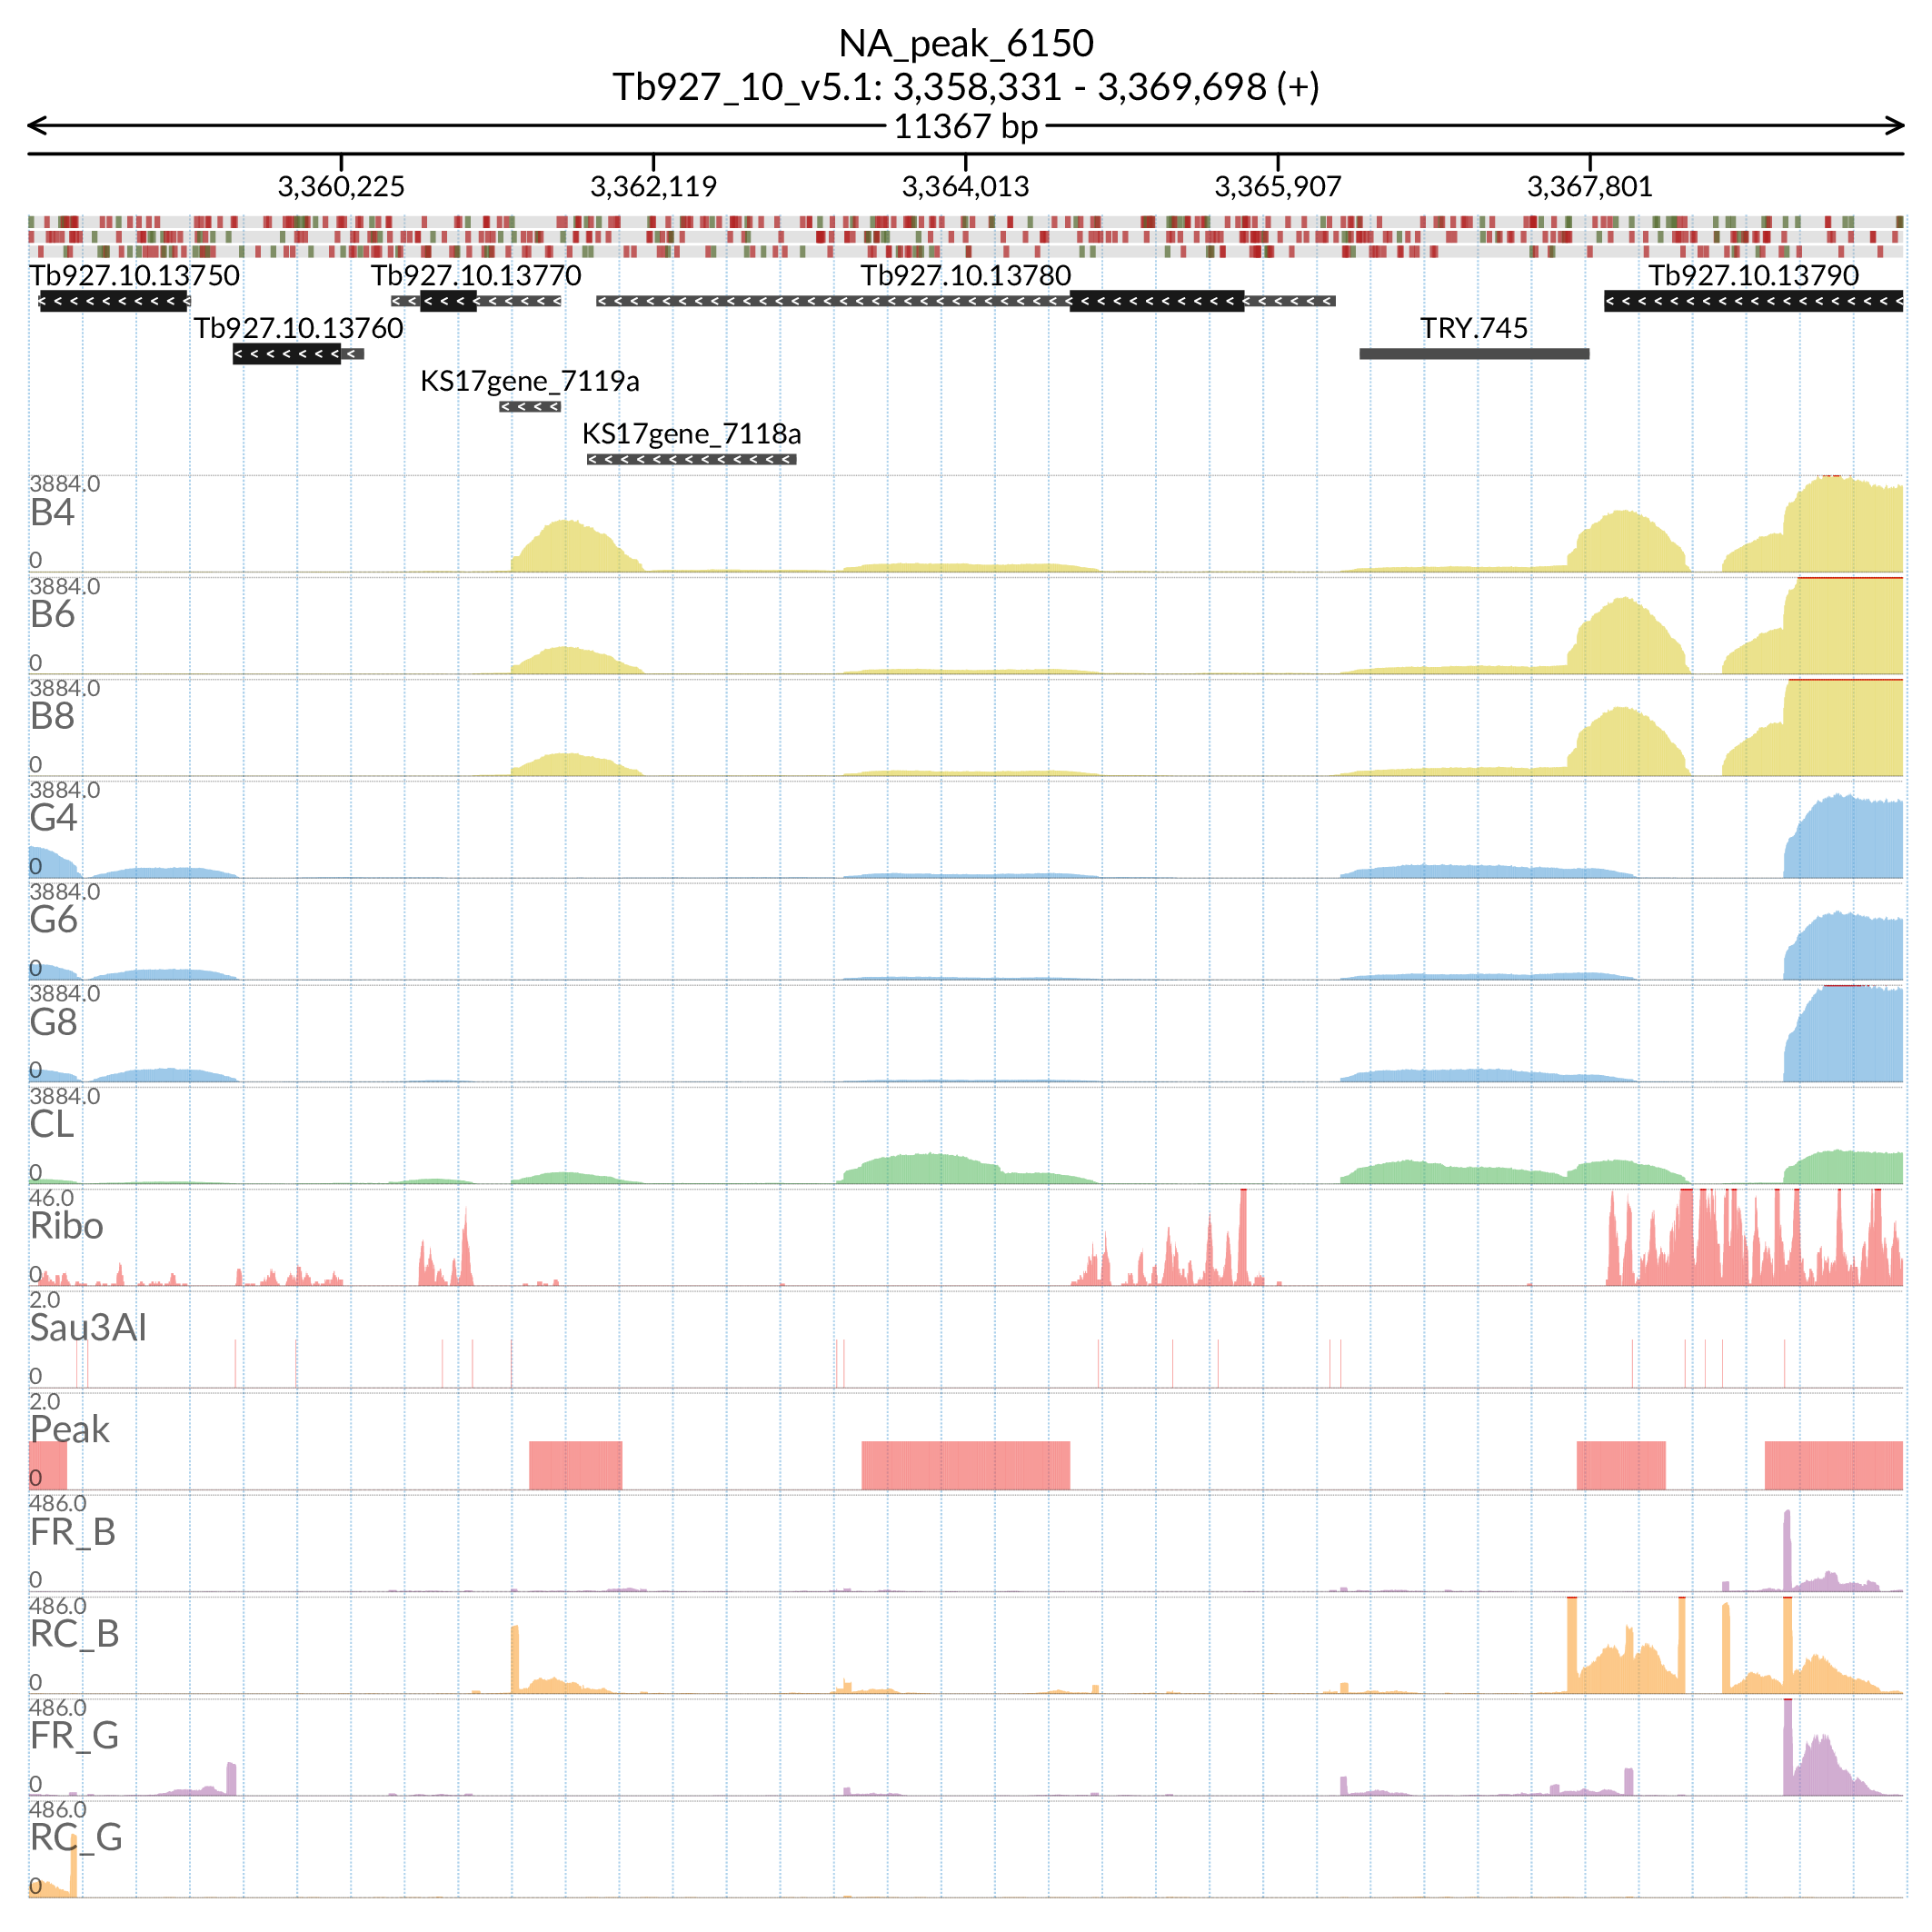 NA_peak_6150
Tb927_10_v5.1: 3,358,331 - 3,369,698 (+)
11367 bp
3,360,225 3,362,119 3,364,013 3,365,907 3,367,801
Tb927.10.13750 Tb927.10.13770 Tb927.10.13780 Tb927.10.13790
Tb927.10.13760 TRY.745
KS17gene_7119a
KS17gene_7118a
3884.0
B4
0
3884.0
B6
0
3884.0
B8
0
3884.0
G4
0
3884.0
G6
0
3884.0
G8
0
3884.0
CL
0
46.0
Ribo
0
2.0
Sau3AI
0
2.0
Peak
0
486.0
FR_B
0
486.0
RC_B
0
486.0
FR_G
0
486.0
RC_G
0